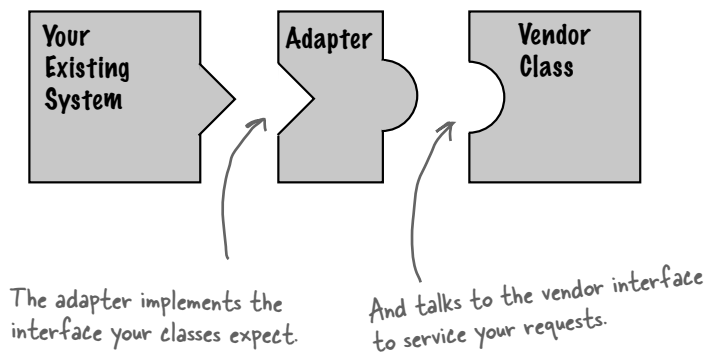 Your
Existing
System
Adapter
Vendor
Class
The adapter implements the
interface your classes expect.
And talks to the vendor interface
to service your requests.